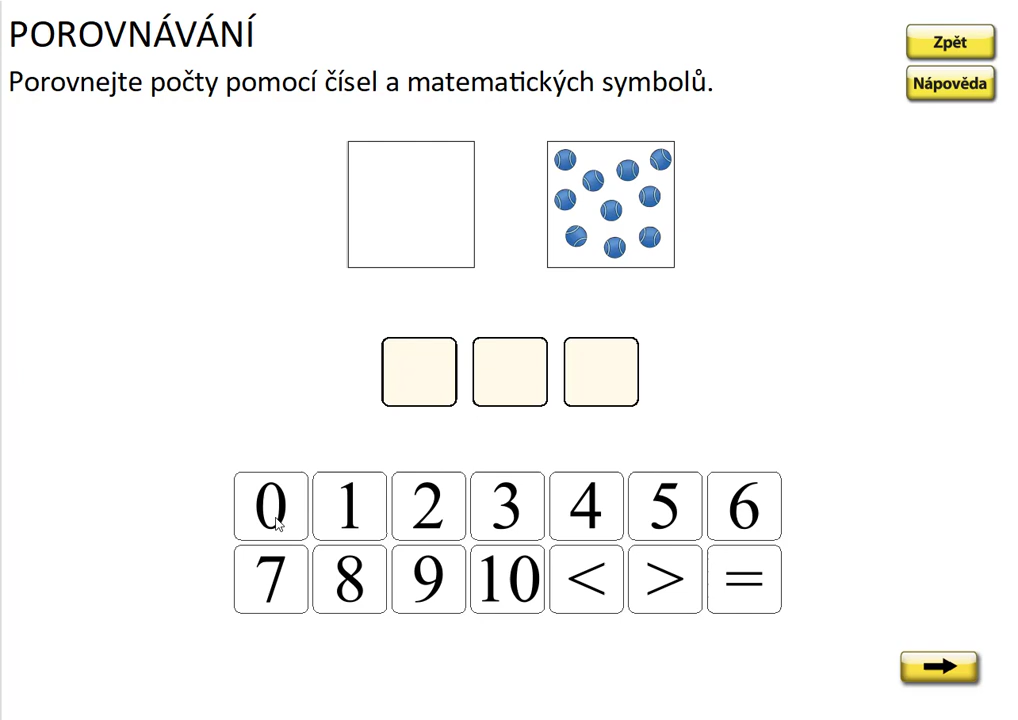 POROVNÁVÁNÍ
Zpět
Porovnejte počty pomocí čísel a matematických symbolů.
Nápověda
0 1 2 3 4 5 6
7 8 9 10 < > =